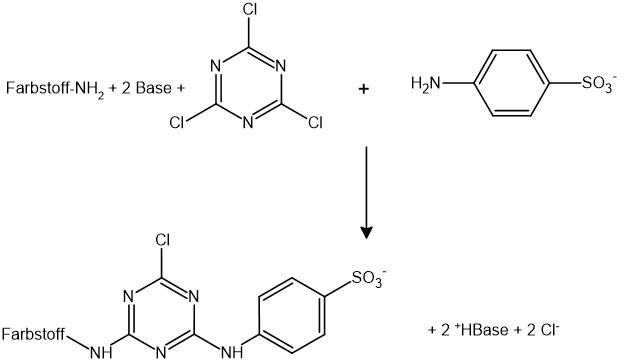 Cl
N N
Farbstoff-NH2 + 2 Base + + H2N SO3-
Cl N Cl
Cl
SO3-
N N
Farbstoff + 2 +HBase + 2 Cl-
NH N NH